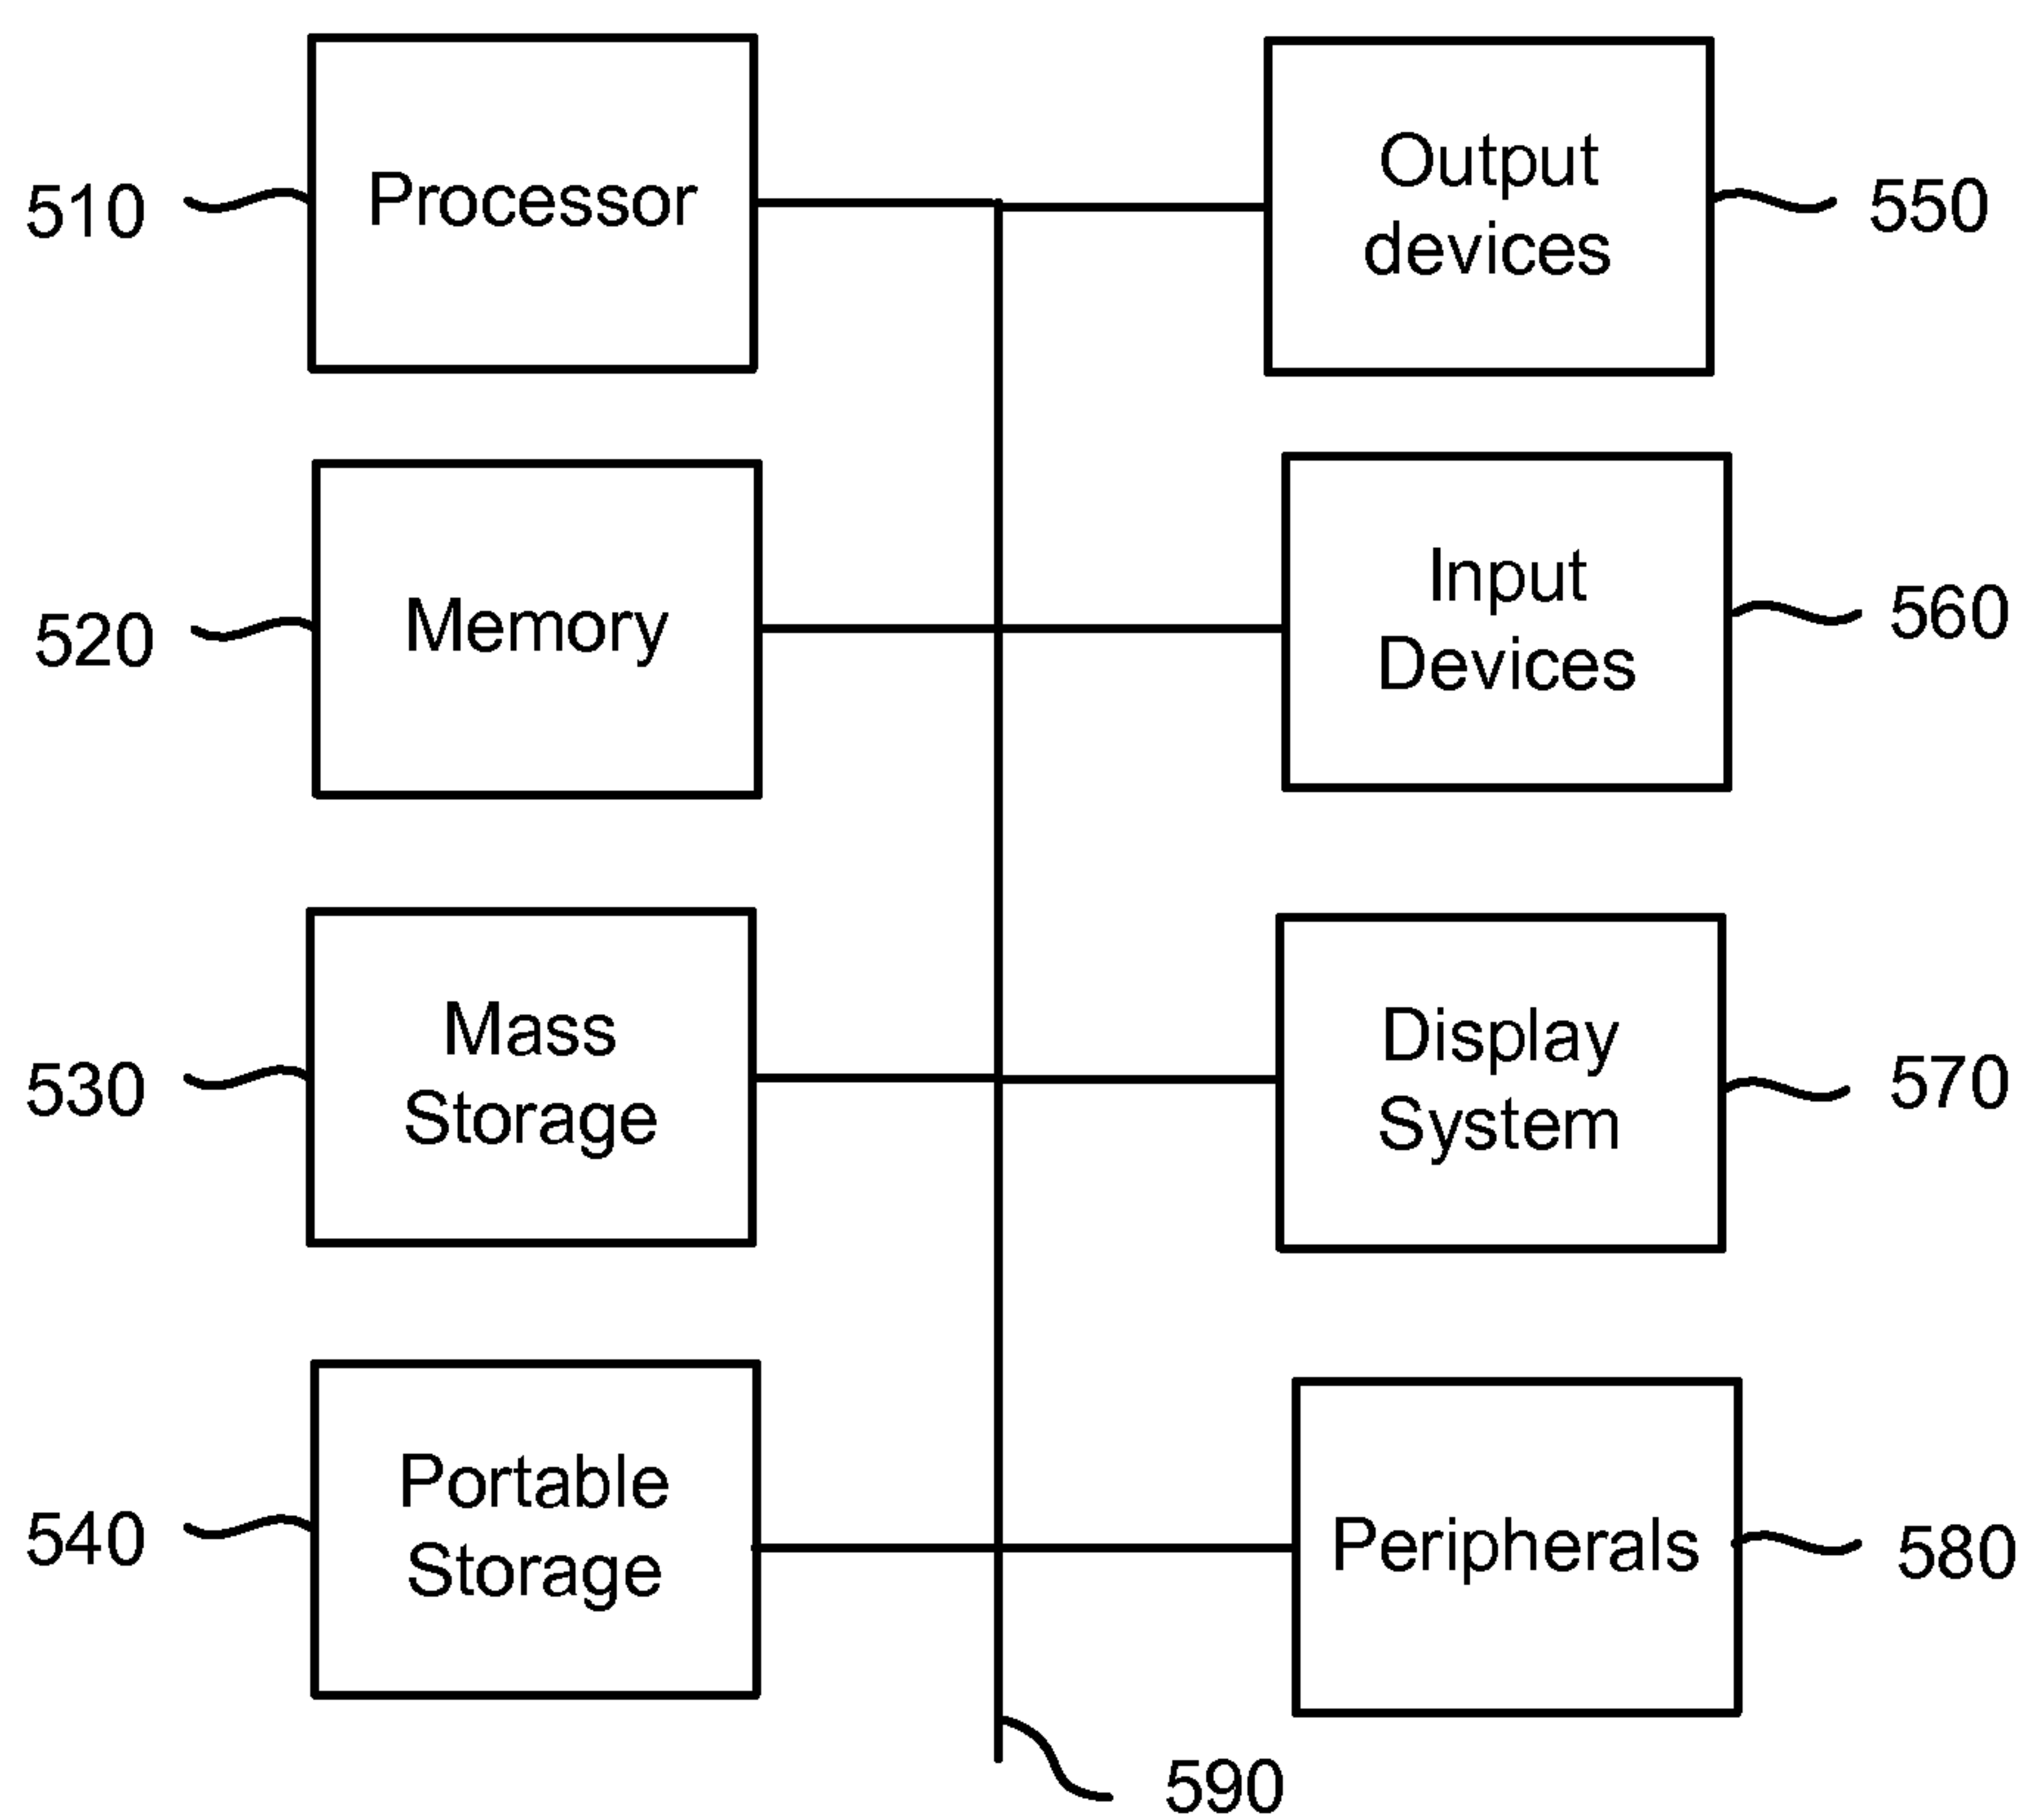 510
Processor
Output
devices
550
520
Memory
Input
Devices
560
530
Mass
Storage
Display
System
570
540
Portable
Storage
Peripherals
580
590